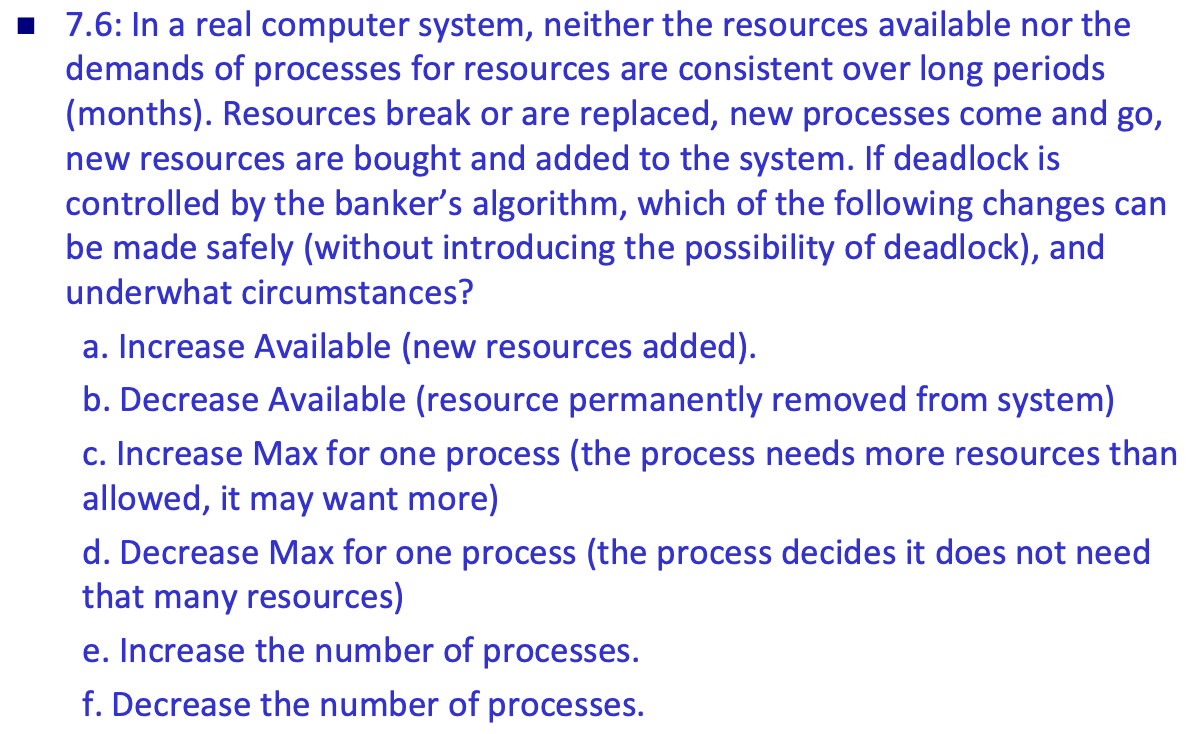 ■ 7.6: In a real computer system, neither the resources available nor the
demands of processes for resources are consistent over long periods
(months). Resources break or are replaced, new processes come and go,
new resources are bought and added to the system. If deadlock is
controlled by the banker’s algorithm, which of the following changes can
be made safely (without introducing the possibility of deadlock), and
underwhat circumstances?
a. Increase Available (new resources added).
b. Decrease Available (resource permanently removed from system)
c. Increase Max for one process (the process needs more resources than
allowed, it may want more)
d. Decrease Max for one process (the process decides it does not need
that many resources)
e. Increase the number of processes.
f. Decrease the number of processes.